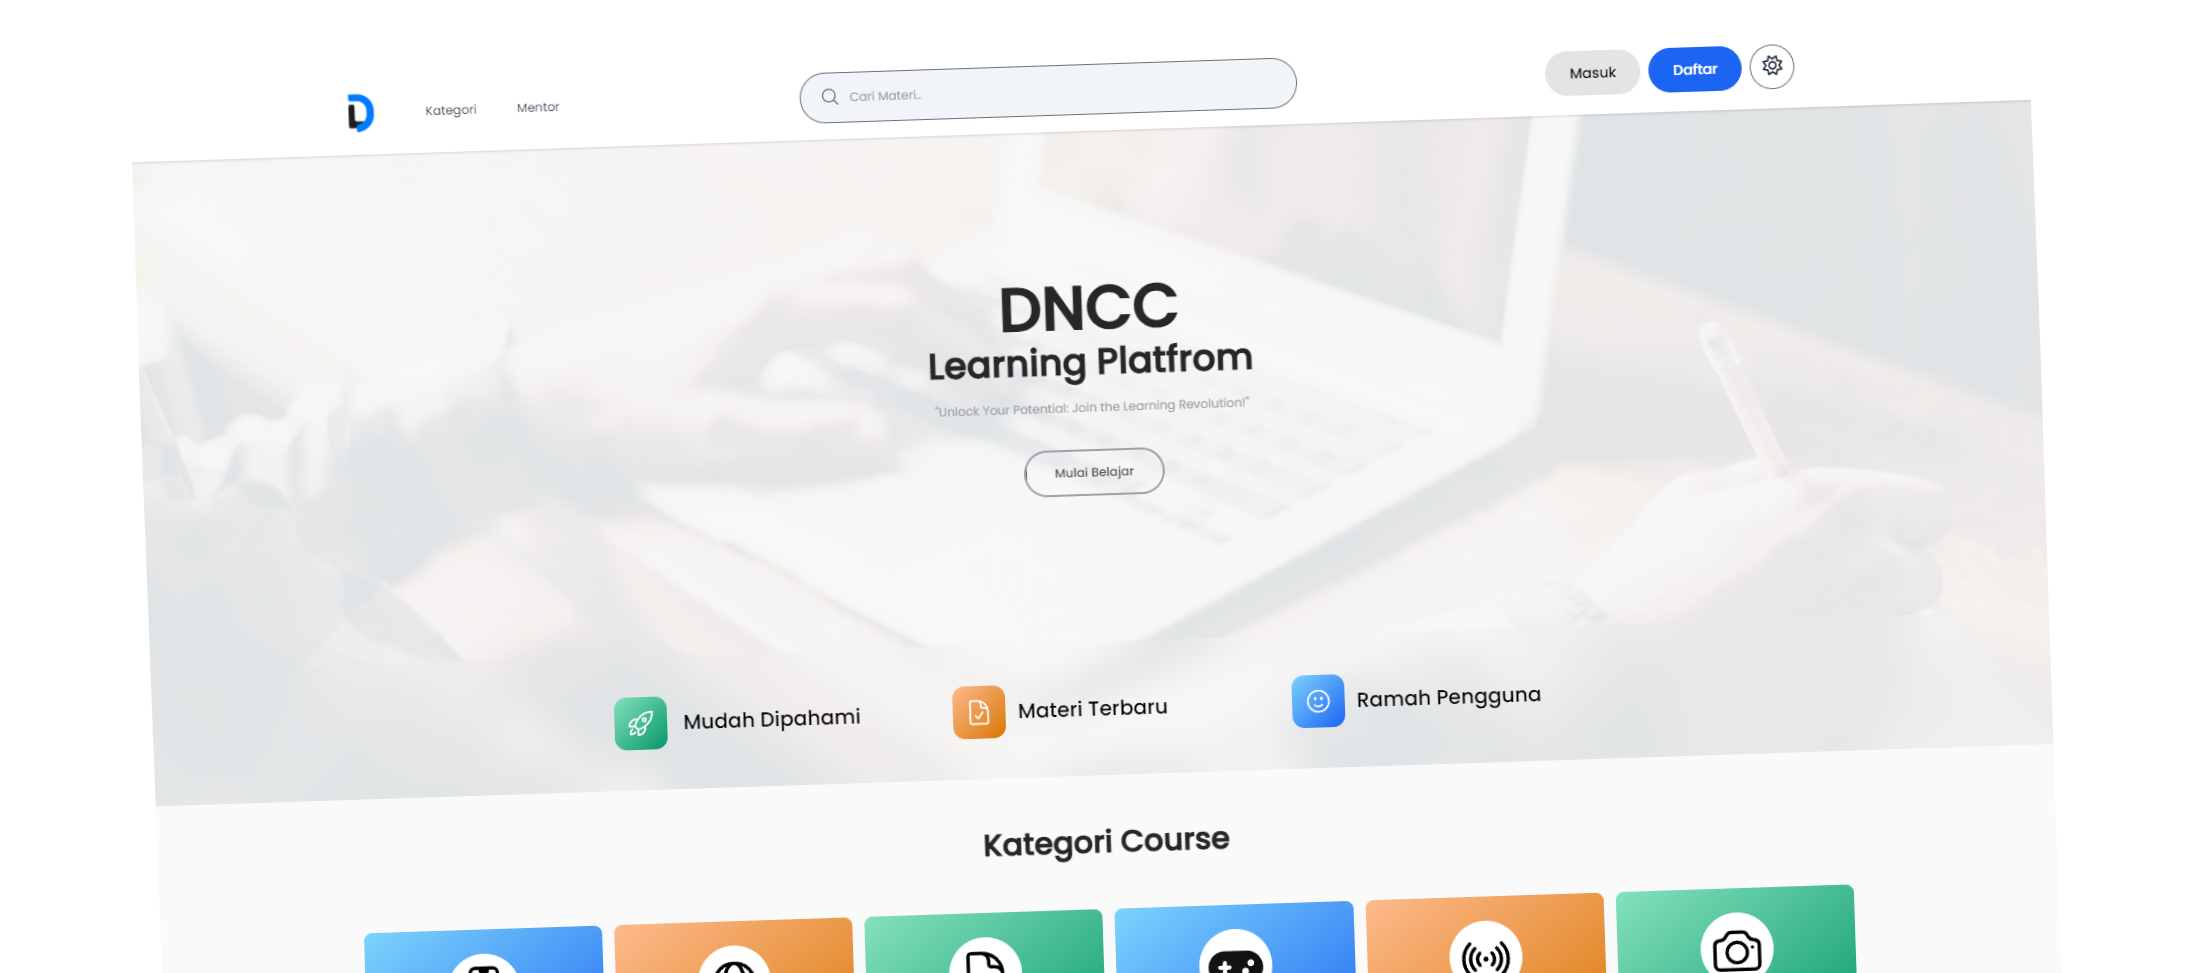 Kategori
Mentor
Cari Materi..
Masuk
Daftar
DNCC
Learning Platfrom
"Unlock Your Potential: Join the Learning Revolution!"
Mulai Belajar
Mudah Dipahami
Materi Terbaru
Ramah Pengguna
Kategori Course